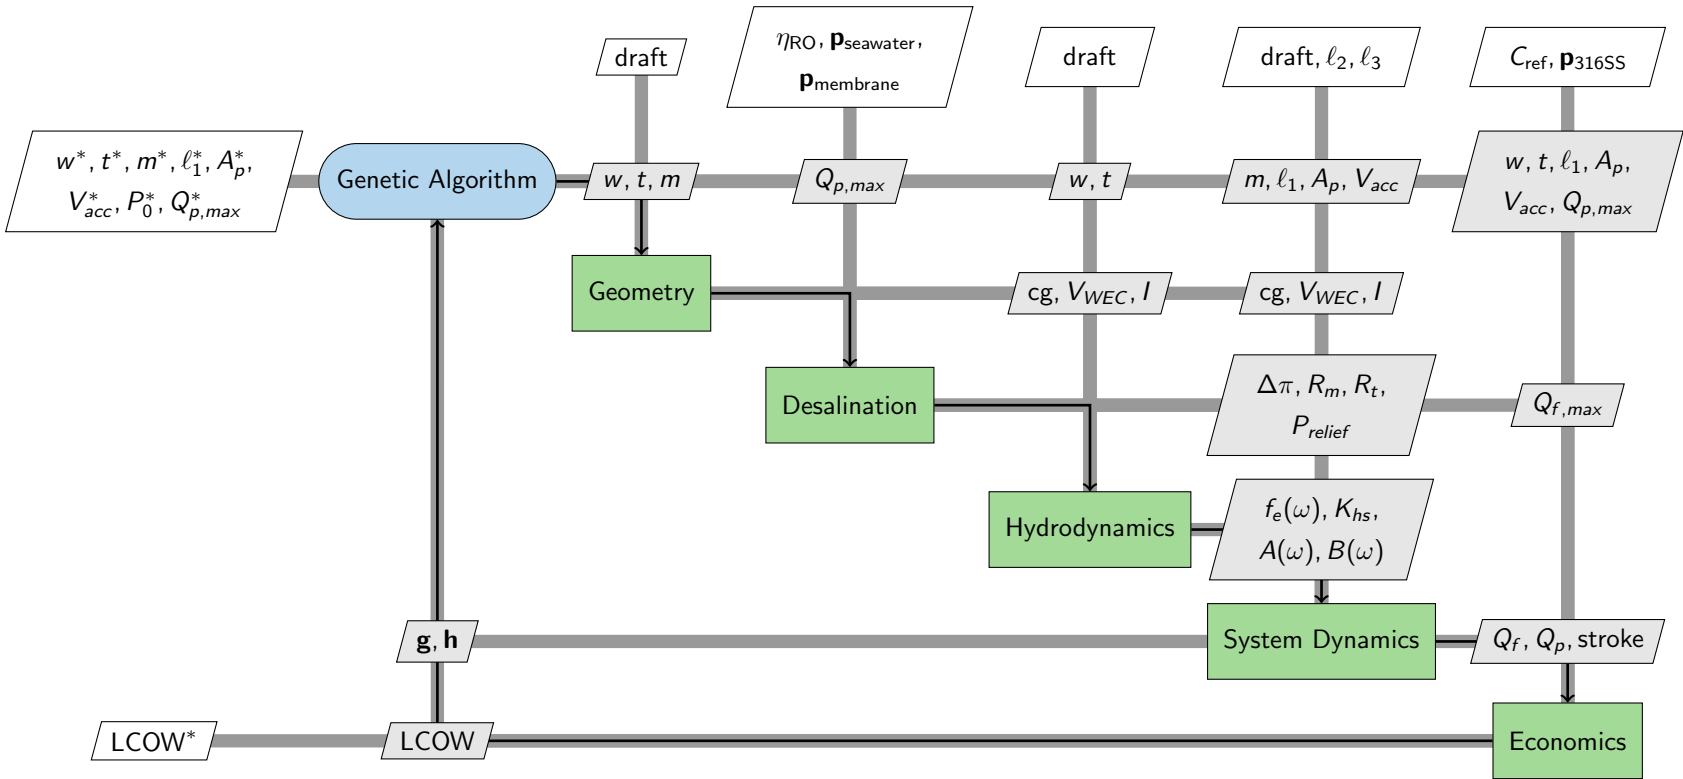 draft
η_RO, p_seawater,
p_membrane
draft
draft, ℓ₂, ℓ₃
C_ref, p_316SS
w*, t*, m*, ℓ₁*, A_p*,
V_acc*, P₀*, Q_p,max*
Genetic Algorithm
w, t, m
Q_p,max
w, t
m, ℓ₁, A_p, V_acc
w, t, ℓ₁, A_p,
V_acc, Q_p,max
Geometry
cg, V_WEC, I
cg, V_WEC, I
Desalination
Δπ, R_m, R_t,
P_relief
Q_f,max
Hydrodynamics
f_e(ω), K_hs,
A(ω), B(ω)
g, h
System Dynamics
Q_f, Q_p, stroke
LCOW*
LCOW
Economics